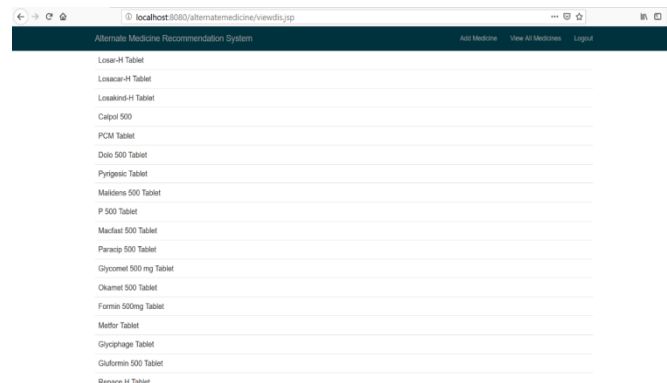 localhost:8080/alternatemedicine/viewdis.jsp
Alternate Medicine Recommendation System Add Medicine View All Medicines Logout
Losar-H Tablet
Losacar-H Tablet
Losakind-H Tablet
Calpol 500
PCM Tablet
Dolo 500 Tablet
Pyrigesic Tablet
Malidens 500 Tablet
P 500 Tablet
Macfast 500 Tablet
Paracip 500 Tablet
Glycomet 500 mg Tablet
Okamet 500 Tablet
Formin 500mg Tablet
Metfor Tablet
Glyciphage Tablet
Gluformin 500 Tablet
Repace H Tablet